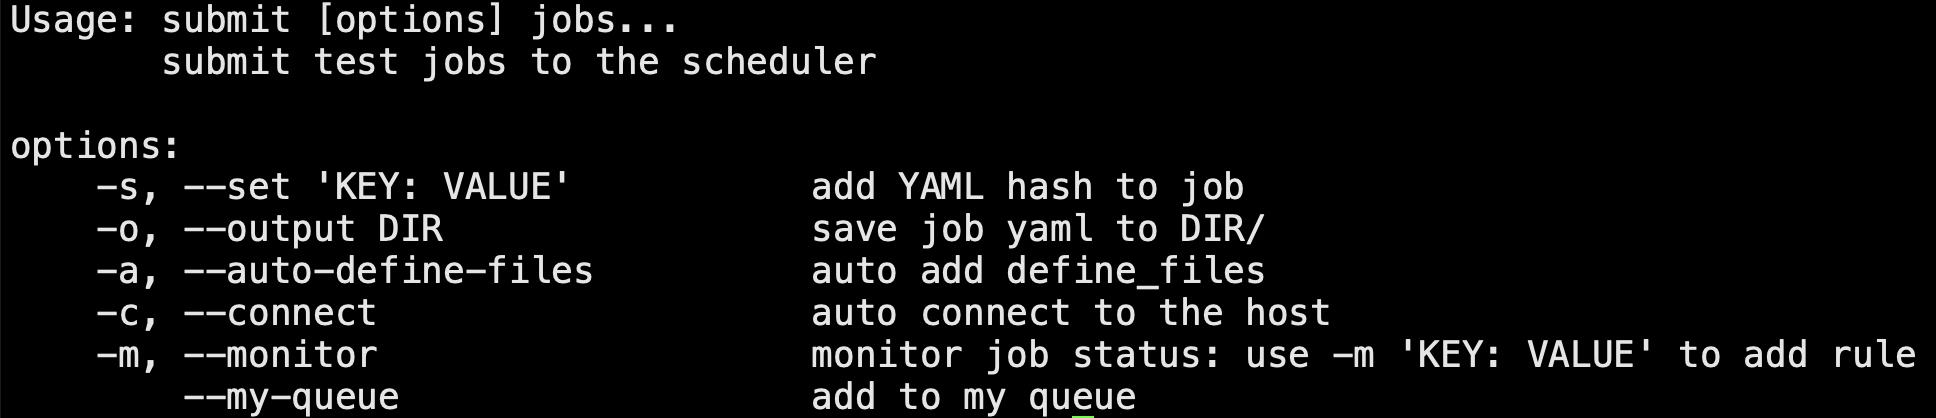 Usage: submit [options] jobs...
       submit test jobs to the scheduler

options:
    -s, --set 'KEY: VALUE'           add YAML hash to job
    -o, --output DIR                 save job yaml to DIR/
    -a, --auto-define-files          auto add define_files
    -c, --connect                    auto connect to the host
    -m, --monitor                    monitor job status: use -m 'KEY: VALUE' to add rule
        --my-queue                   add to my queue